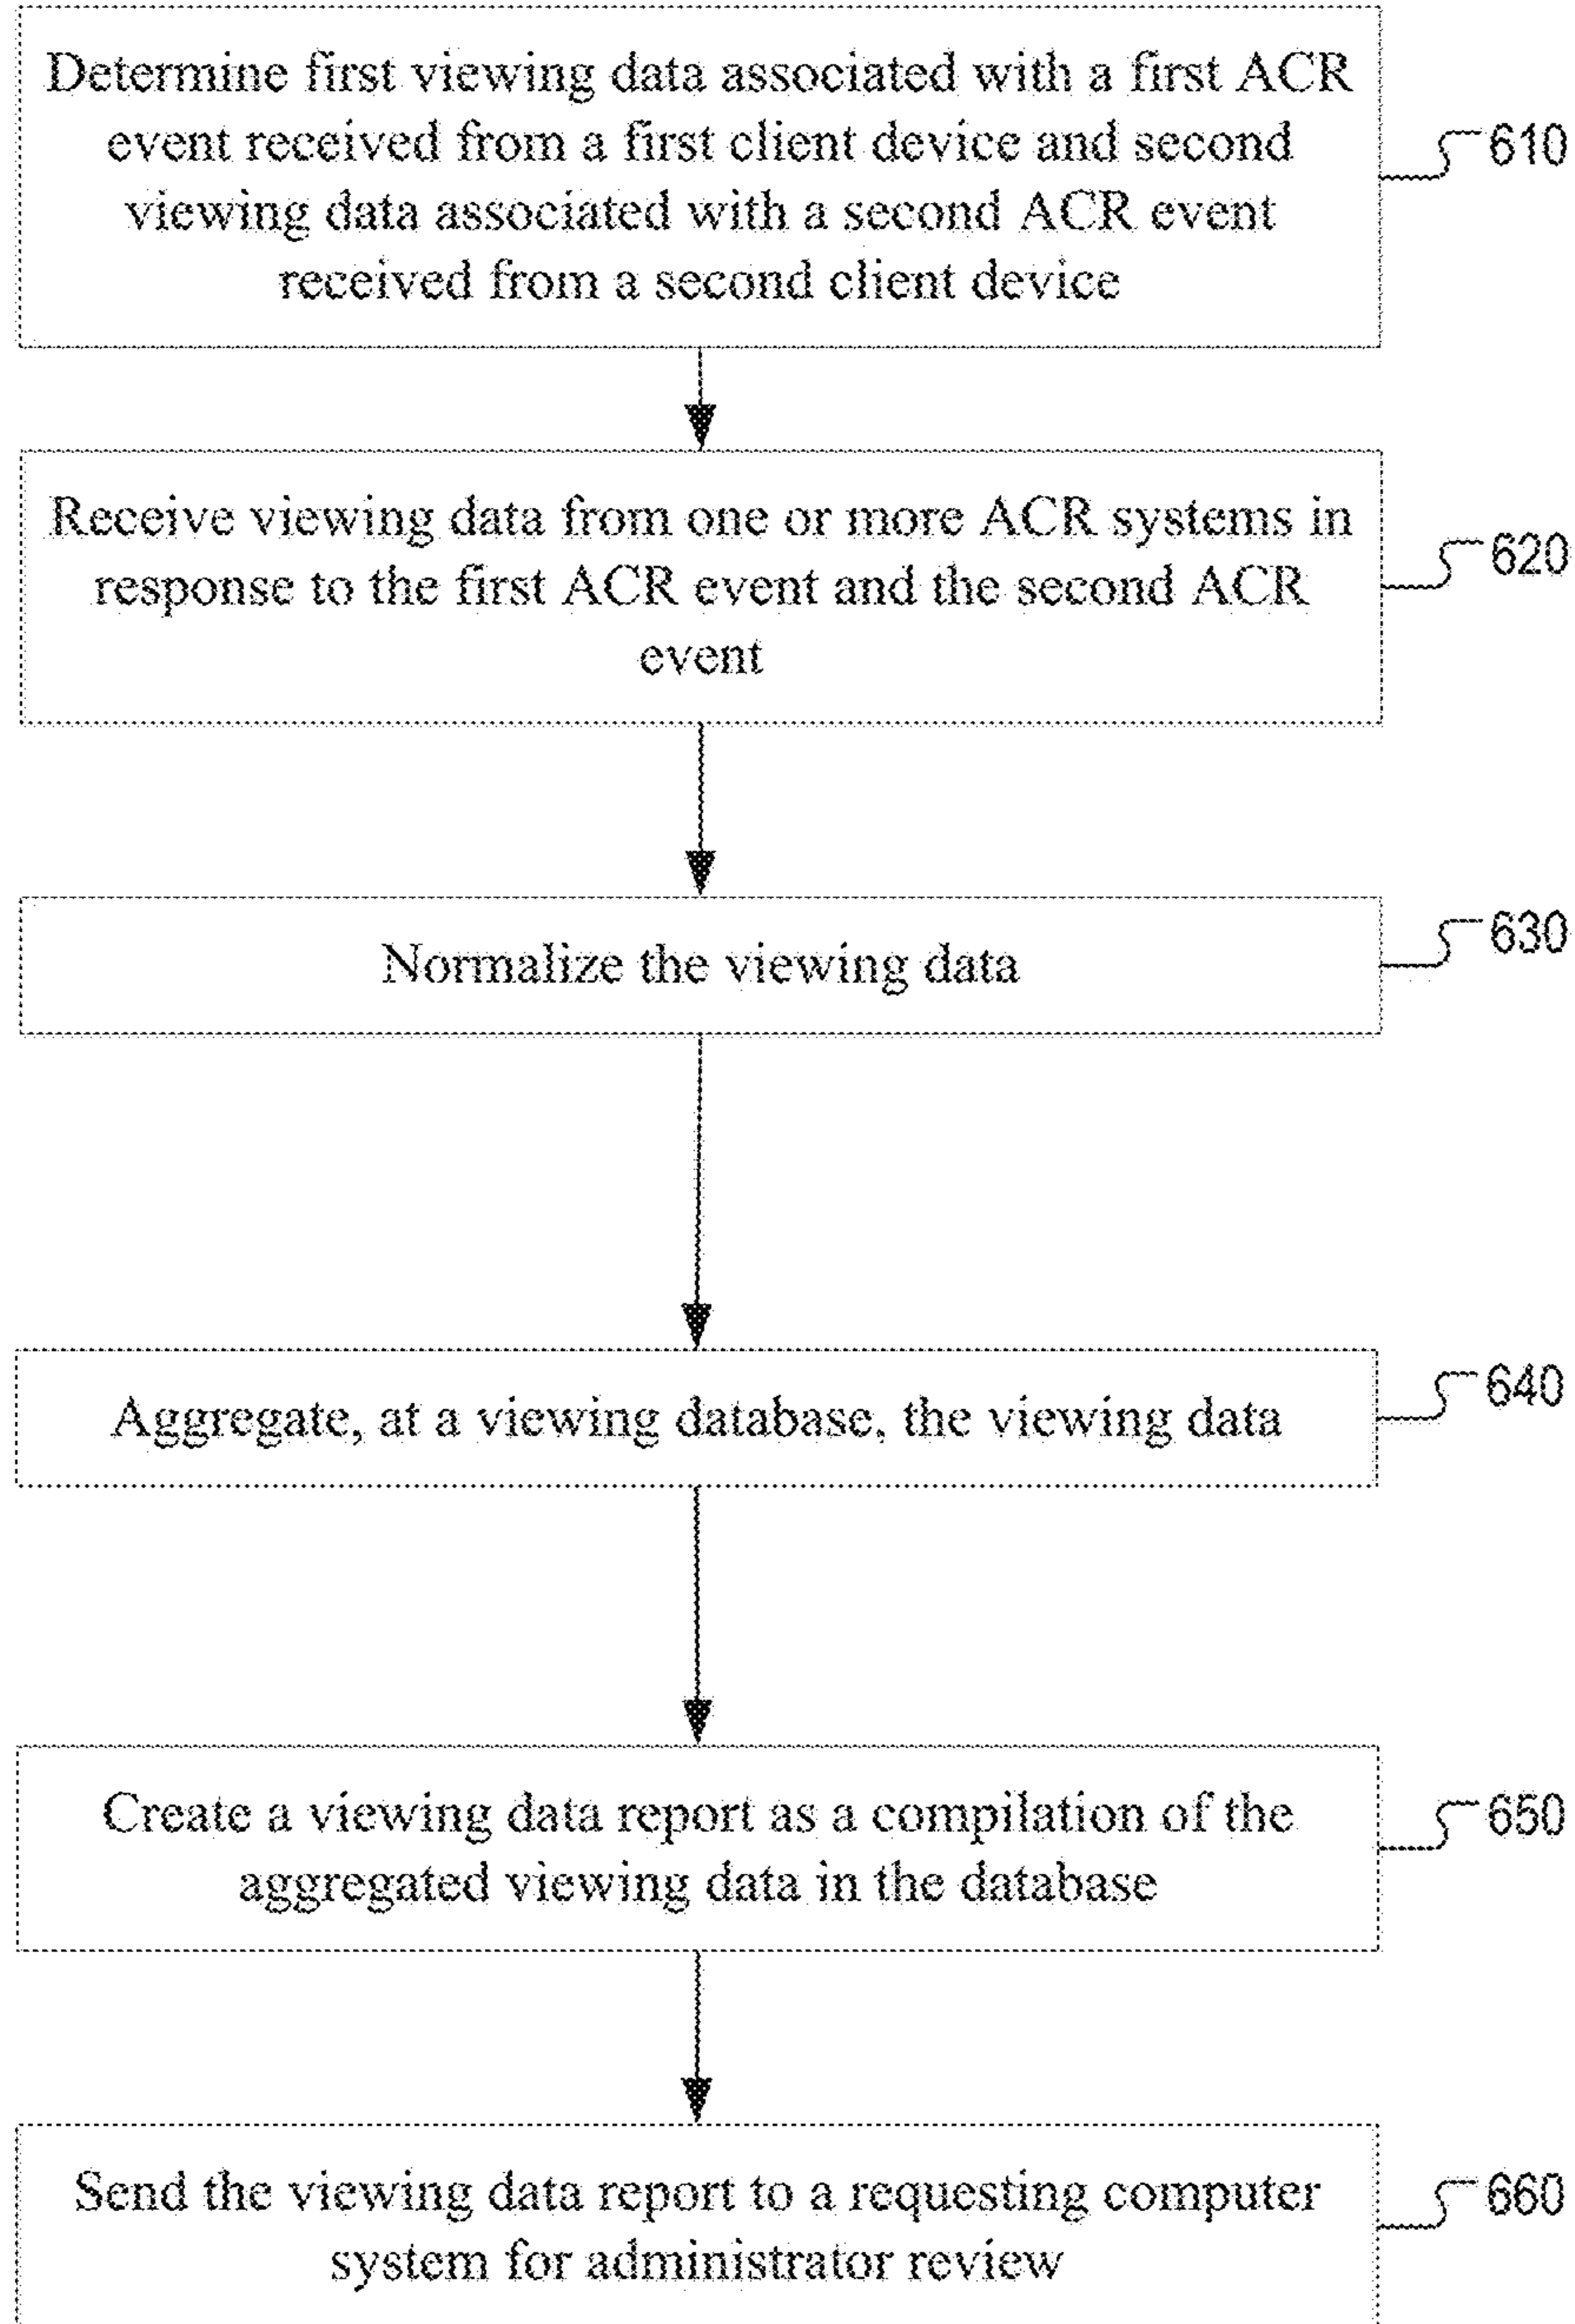 Determine first viewing data associated with a first ACR
event received from a first client device and second
viewing data associated with a second ACR event
received from a second client device
610
Receive viewing data from one or more ACR systems in
response to the first ACR event and the second ACR
event
620
Normalize the viewing data
630
Aggregate, at a viewing database, the viewing data
640
Create a viewing data report as a compilation of the
aggregated viewing data in the database
650
Send the viewing data report to a requesting computer
system for administrator review
660